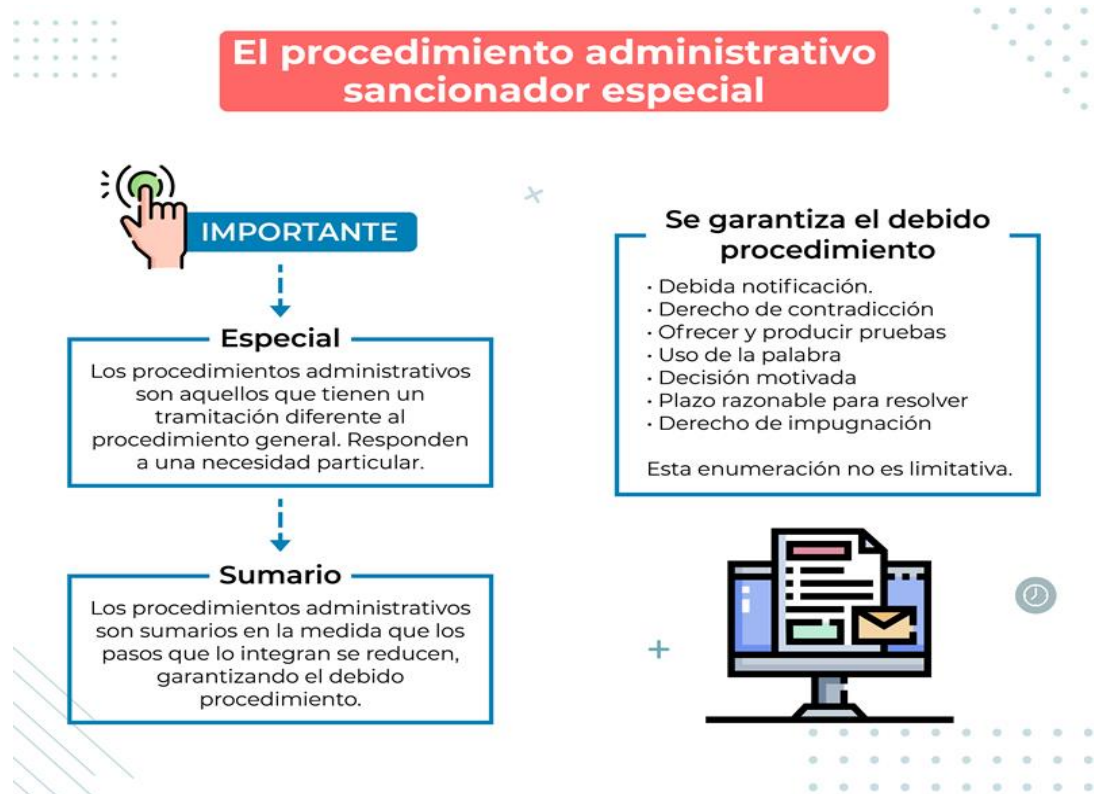 El procedimiento administrativo
sancionador especial
IMPORTANTE
Especial
Los procedimientos administrativos
son aquellos que tienen un
tramitación diferente al
procedimiento general. Responden
a una necesidad particular.
Sumario
Los procedimientos administrativos
son sumarios en la medida que los
pasos que lo integran se reducen,
garantizando el debido
procedimiento.
Se garantiza el debido
procedimiento
· Debida notificación.
· Derecho de contradicción
· Ofrecer y producir pruebas
· Uso de la palabra
· Decisión motivada
· Plazo razonable para resolver
· Derecho de impugnación
Esta enumeración no es limitativa.